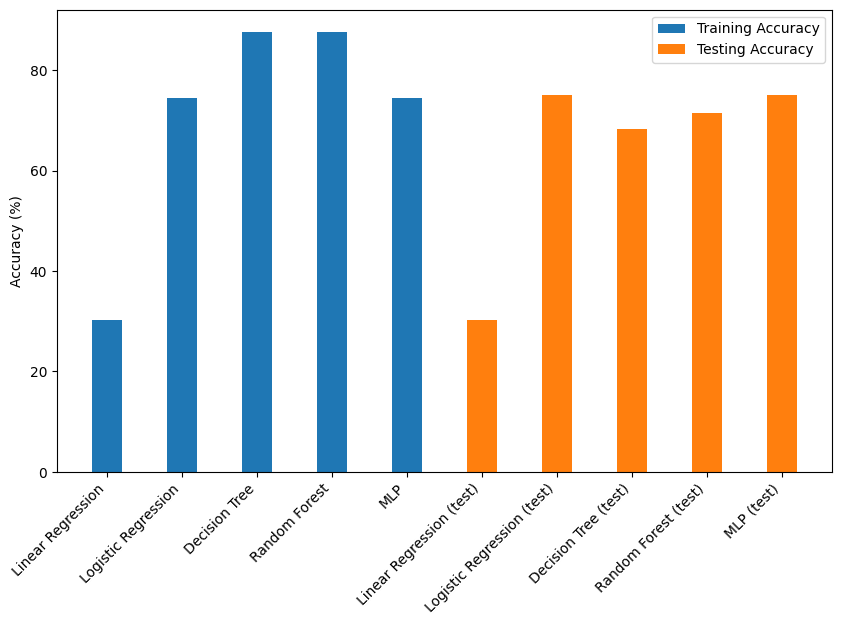 Training Accuracy
Testing Accuracy
Accuracy (%)
80
60
40
20
0
Linear Regression
Logistic Regression
Decision Tree
Random Forest
MLP
Linear Regression (test)
Logistic Regression (test)
Decision Tree (test)
Random Forest (test)
MLP (test)